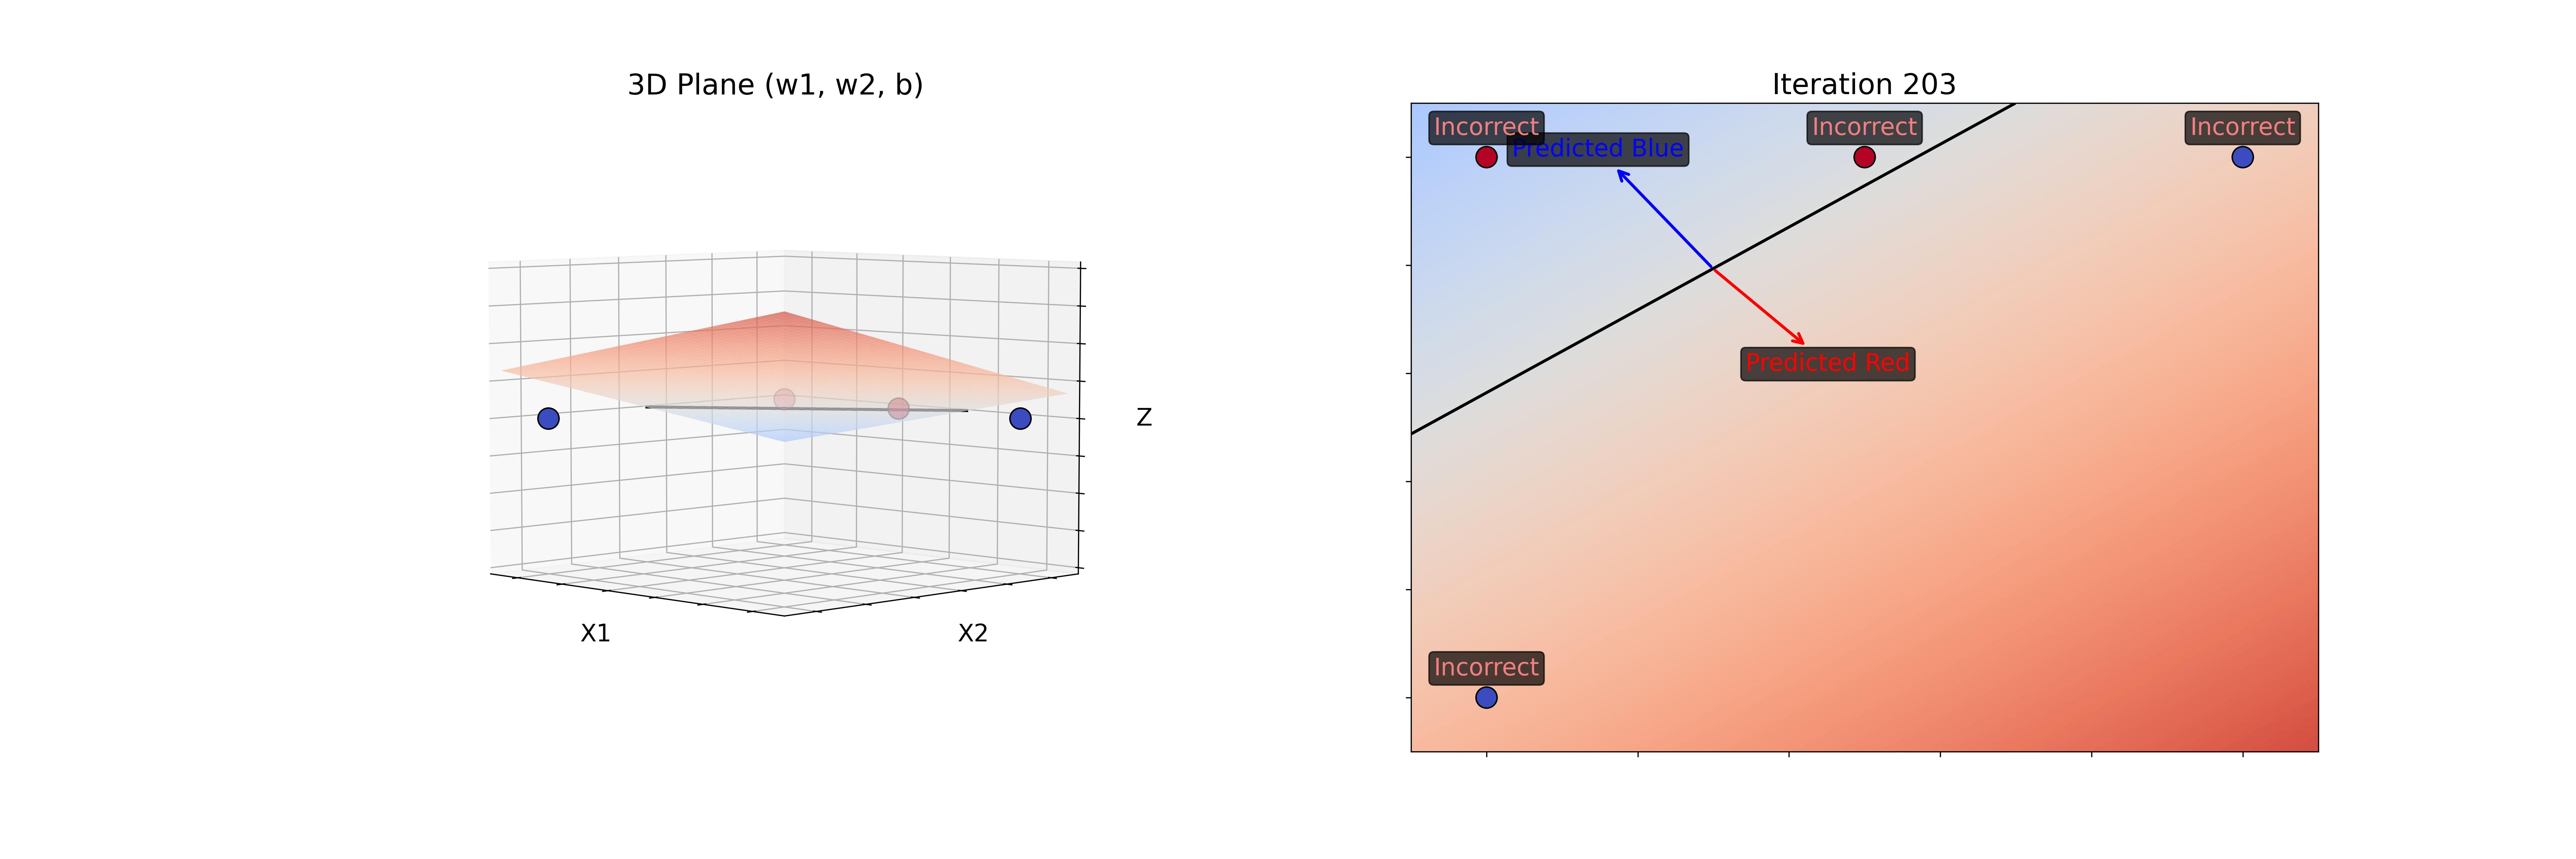 3D Plane (w1, w2, b)
Z
X1
X2
Iteration 203
Incorrect
Incorrect
Incorrect
Predicted Blue
Predicted Red
Incorrect